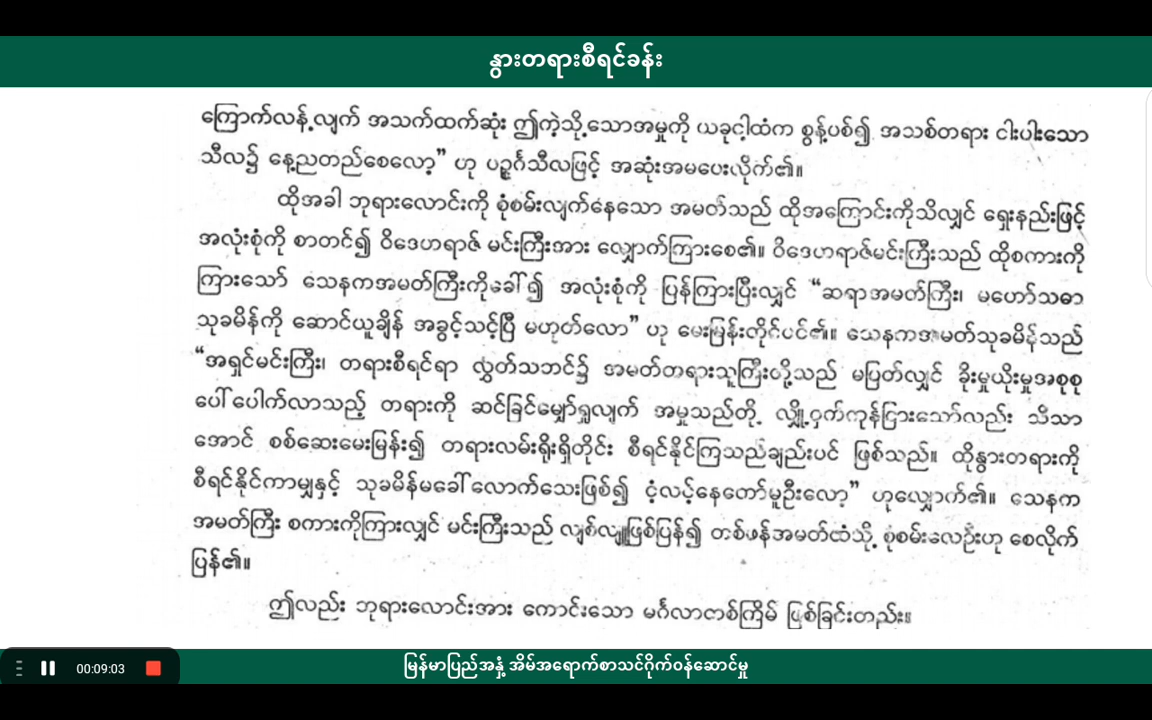 နွားတရားစီရင်ခန်း
ကြောက်လန့်လျက် အသက်ထက်ဆုံး ဤကဲ့သို့သောအမှုကို ယခုငါ့ထံက စွန့်ပစ်၍ အသစ်တရား ငါးပါးသော
သီလ၌ နေ့ညတည်စေလော့” ဟု ပဉ္စင်္ဂသီလဖြင့် အဆုံးအမပေးလိုက်၏။
ထိုအခါ ဘုရားလောင်းကို စုံစမ်းလျက်နေသော အမတ်သည် ထိုအကြောင်းကိုသိလျှင် ရှေးနည်းဖြင့်
အလုံးစုံကို စာတင်၍ ဝိဒေဟရာဇ် မင်းကြီးအား လျှောက်ကြားစေ၏။ ဝိဒေဟရာဇ်မင်းကြီးသည် ထိုစကားကို
ကြားသော် သေနကအမတ်ကြီးကိုခေါ်၍ အလုံးစုံကို ပြန်ကြားပြီးလျှင် “ဆရာအမတ်ကြီး၊ မဟော်သဓာ
သုခမိန်ကို ဆောင်ယူချိန် အခွင့်သင့်ပြီ မဟုတ်လော” ဟု မေးမြန်းတိုင်ပင်၏။ သေနကအမတ်သုခမိန်သည်
“အရှင်မင်းကြီး၊ တရားစီရင်ရာ လွှတ်သဘင်၌ အမတ်တရားသူကြီးတို့သည် မပြတ်လျှင် ခိုးမှုယိုးမှုအစုစု
ပေါ်ပေါက်လာသည့် တရားကို ဆင်ခြင်မျှော်ရှုလျက် အမှုသည်တို့ လျှို့ဝှက်ကုန်ငြားသော်လည်း သိသာ
အောင် စစ်ဆေးမေးမြန်း၍ တရားလမ်းရိုးရှိတိုင်း စီရင်နိုင်ကြသည်ချည်းပင် ဖြစ်သည်။ ထိုနွားတရားကို
စီရင်နိုင်ကာမျှနှင့် သုခမိန်မခေါ်လောက်သေးဖြစ်၍ ငံ့လင့်နေတော်မူဦးလော့” ဟုလျှောက်၏။ သေနက
အမတ်ကြီး စကားကိုကြားလျှင် မင်းကြီးသည် လျစ်လျူဖြစ်ပြန်၍ တစ်ဖန်အမတ်ထံသို့ စုံစမ်းလေဦးဟု စေလိုက်
ပြန်၏။
ဤလည်း ဘုရားလောင်းအား ကောင်းသော မင်္ဂလာတစ်ကြိမ် ဖြစ်ခြင်းတည်း။
00:09:03
မြန်မာပြည်အနှံ့ အိမ်အရောက်စာသင်ဂိုက်ဝန်ဆောင်မှု